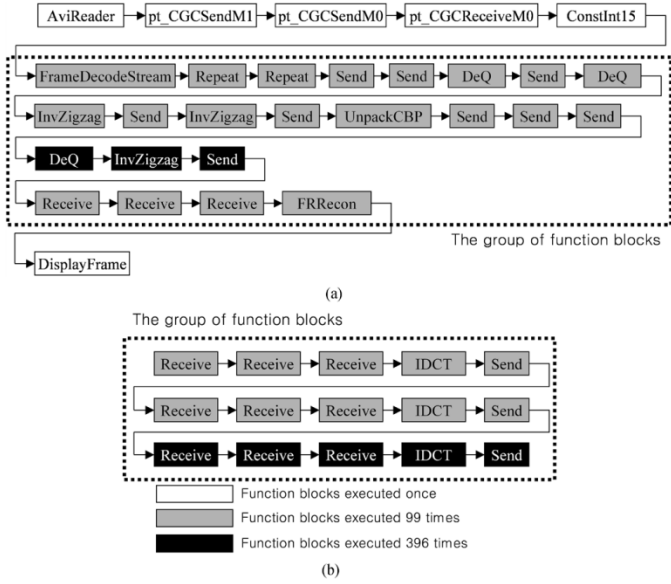 AviReader pt_CGCSendM1 pt_CGCSendM0 pt_CGCReceiveM0 ConstInt15
FrameDecodeStream Repeat Repeat Send Send DeQ Send DeQ
InvZigzag Send InvZigzag Send UnpackCBP Send Send Send
DeQ InvZigzag Send
Receive Receive Receive FRRecon
The group of function blocks
DisplayFrame
(a)
The group of function blocks
Receive Receive Receive IDCT Send
Receive Receive Receive IDCT Send
Receive Receive Receive IDCT Send
Function blocks executed once
Function blocks executed 99 times
Function blocks executed 396 times
(b)